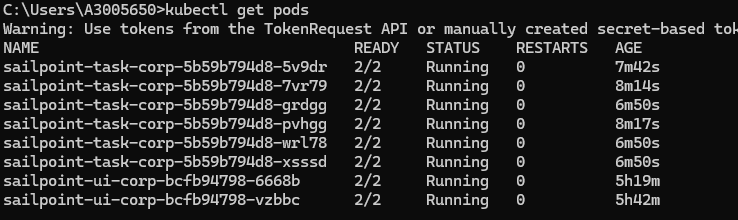 C:\Users\A3005650>kubectl get pods
Warning: Use tokens from the TokenRequest API or manually created secret-based tok
NAME READY STATUS RESTARTS AGE
sailpoint-task-corp-5b59b794d8-5v9dr 2/2 Running 0 7m42s
sailpoint-task-corp-5b59b794d8-7vr79 2/2 Running 0 8m14s
sailpoint-task-corp-5b59b794d8-grdgg 2/2 Running 0 6m50s
sailpoint-task-corp-5b59b794d8-pvhgg 2/2 Running 0 8m17s
sailpoint-task-corp-5b59b794d8-wrl78 2/2 Running 0 6m50s
sailpoint-task-corp-5b59b794d8-xsssd 2/2 Running 0 6m50s
sailpoint-ui-corp-bcfb94798-6668b 2/2 Running 0 5h19m
sailpoint-ui-corp-bcfb94798-vzbbc 2/2 Running 0 5h42m